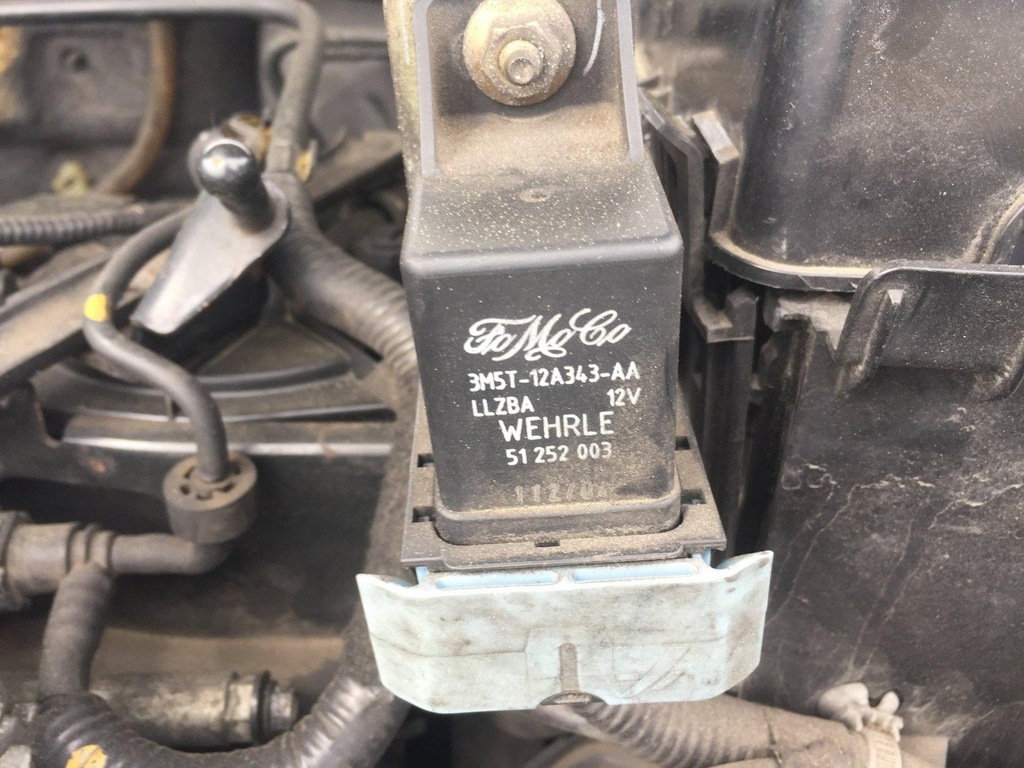 FoMoCo
3M5T-12A343-AA
LLZBA 12V
WEHRLE
51 252 003